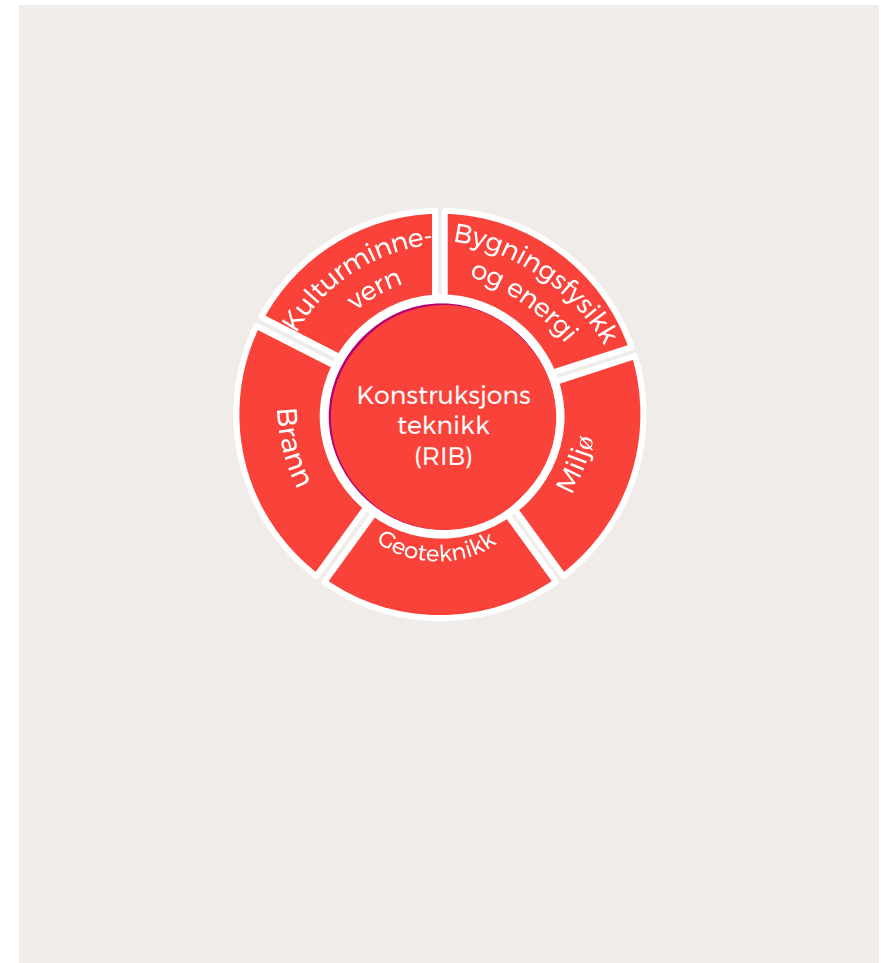 Kulturminne-
vern
Bygningsfysikk
og energi
Konstruksjons
teknikk
(RIB)
Brann
Miljø
Geoteknikk